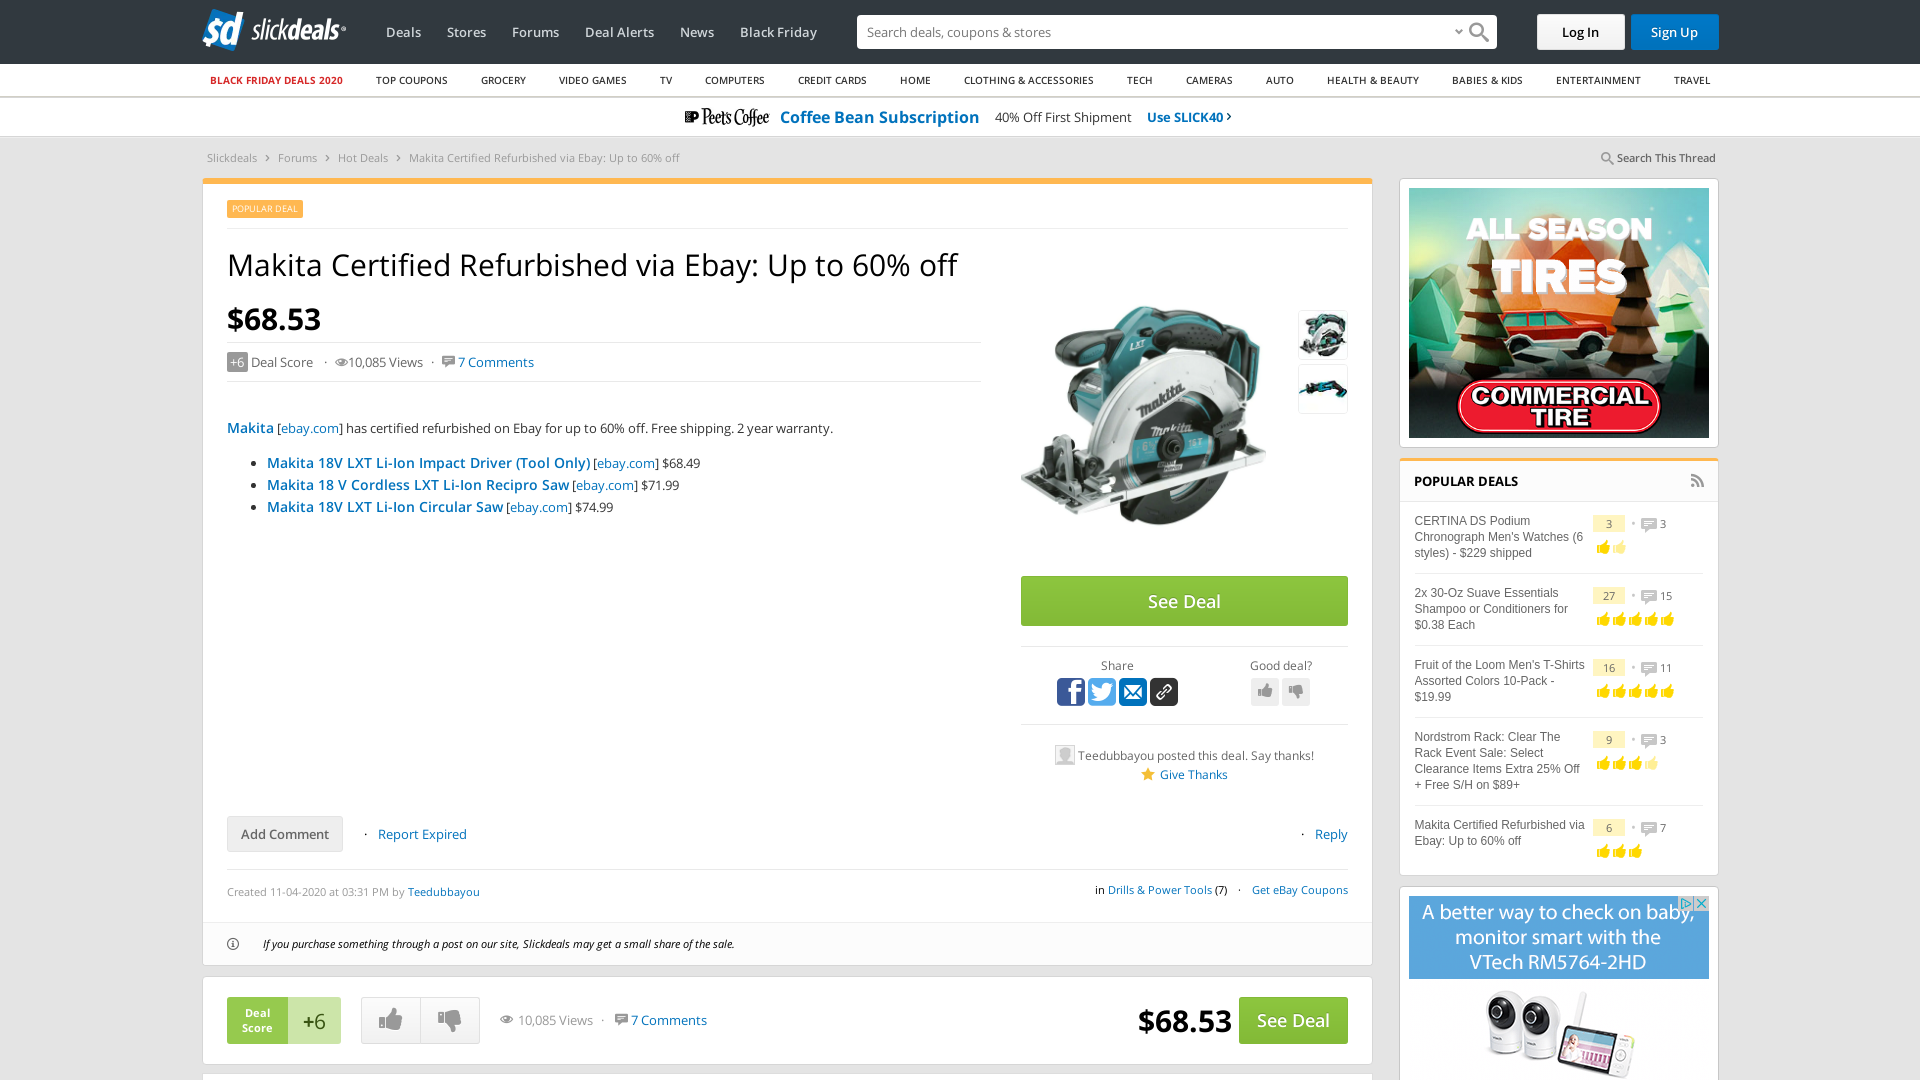 sd slickdeals
Deals
Stores
Forums
Deal Alerts
News
Black Friday
Search deals, coupons & stores
Log In
Sign Up
BLACK FRIDAY DEALS 2020
TOP COUPONS
GROCERY
VIDEO GAMES
TV
COMPUTERS
CREDIT CARDS
HOME
CLOTHING & ACCESSORIES
TECH
CAMERAS
AUTO
HEALTH & BEAUTY
BABIES & KIDS
ENTERTAINMENT
TRAVEL
Peet's Coffee Coffee Bean Subscription 40% Off First Shipment Use SLICK40 ›
Slickdeals › Forums › Hot Deals › Makita Certified Refurbished via Ebay: Up to 60% off
Search This Thread
POPULAR DEAL
Makita Certified Refurbished via Ebay: Up to 60% off
$68.53
+6 Deal Score · 10,085 Views · 7 Comments
Makita [ebay.com] has certified refurbished on Ebay for up to 60% off. Free shipping. 2 year warranty.
• Makita 18V LXT Li-Ion Impact Driver (Tool Only) [ebay.com] $68.49
• Makita 18 V Cordless LXT Li-Ion Recipro Saw [ebay.com] $71.99
• Makita 18V LXT Li-Ion Circular Saw [ebay.com] $74.99
LXT
makita
makita
See Deal
Share
Good deal?
Teedubbayou posted this deal. Say thanks!
Give Thanks
Add Comment
· Report Expired
· Reply
Created 11-04-2020 at 03:31 PM by Teedubbayou
in Drills & Power Tools (7) · Get eBay Coupons
If you purchase something through a post on our site, Slickdeals may get a small share of the sale.
Deal
Score
+6
10,085 Views · 7 Comments
$68.53
See Deal
ALL SEASON
TIRES
COMMERCIAL
TIRE
POPULAR DEALS
CERTINA DS Podium
Chronograph Men's Watches (6
styles) - $229 shipped
3 • 3
2x 30-Oz Suave Essentials
Shampoo or Conditioners for
$0.38 Each
27 • 15
Fruit of the Loom Men's T-Shirts
Assorted Colors 10-Pack -
$19.99
16 • 11
Nordstrom Rack: Clear The
Rack Event Sale: Select
Clearance Items Extra 25% Off
+ Free S/H on $89+
9 • 3
Makita Certified Refurbished via
Ebay: Up to 60% off
6 • 7
A better way to check on baby,
monitor smart with the
VTech RM5764-2HD